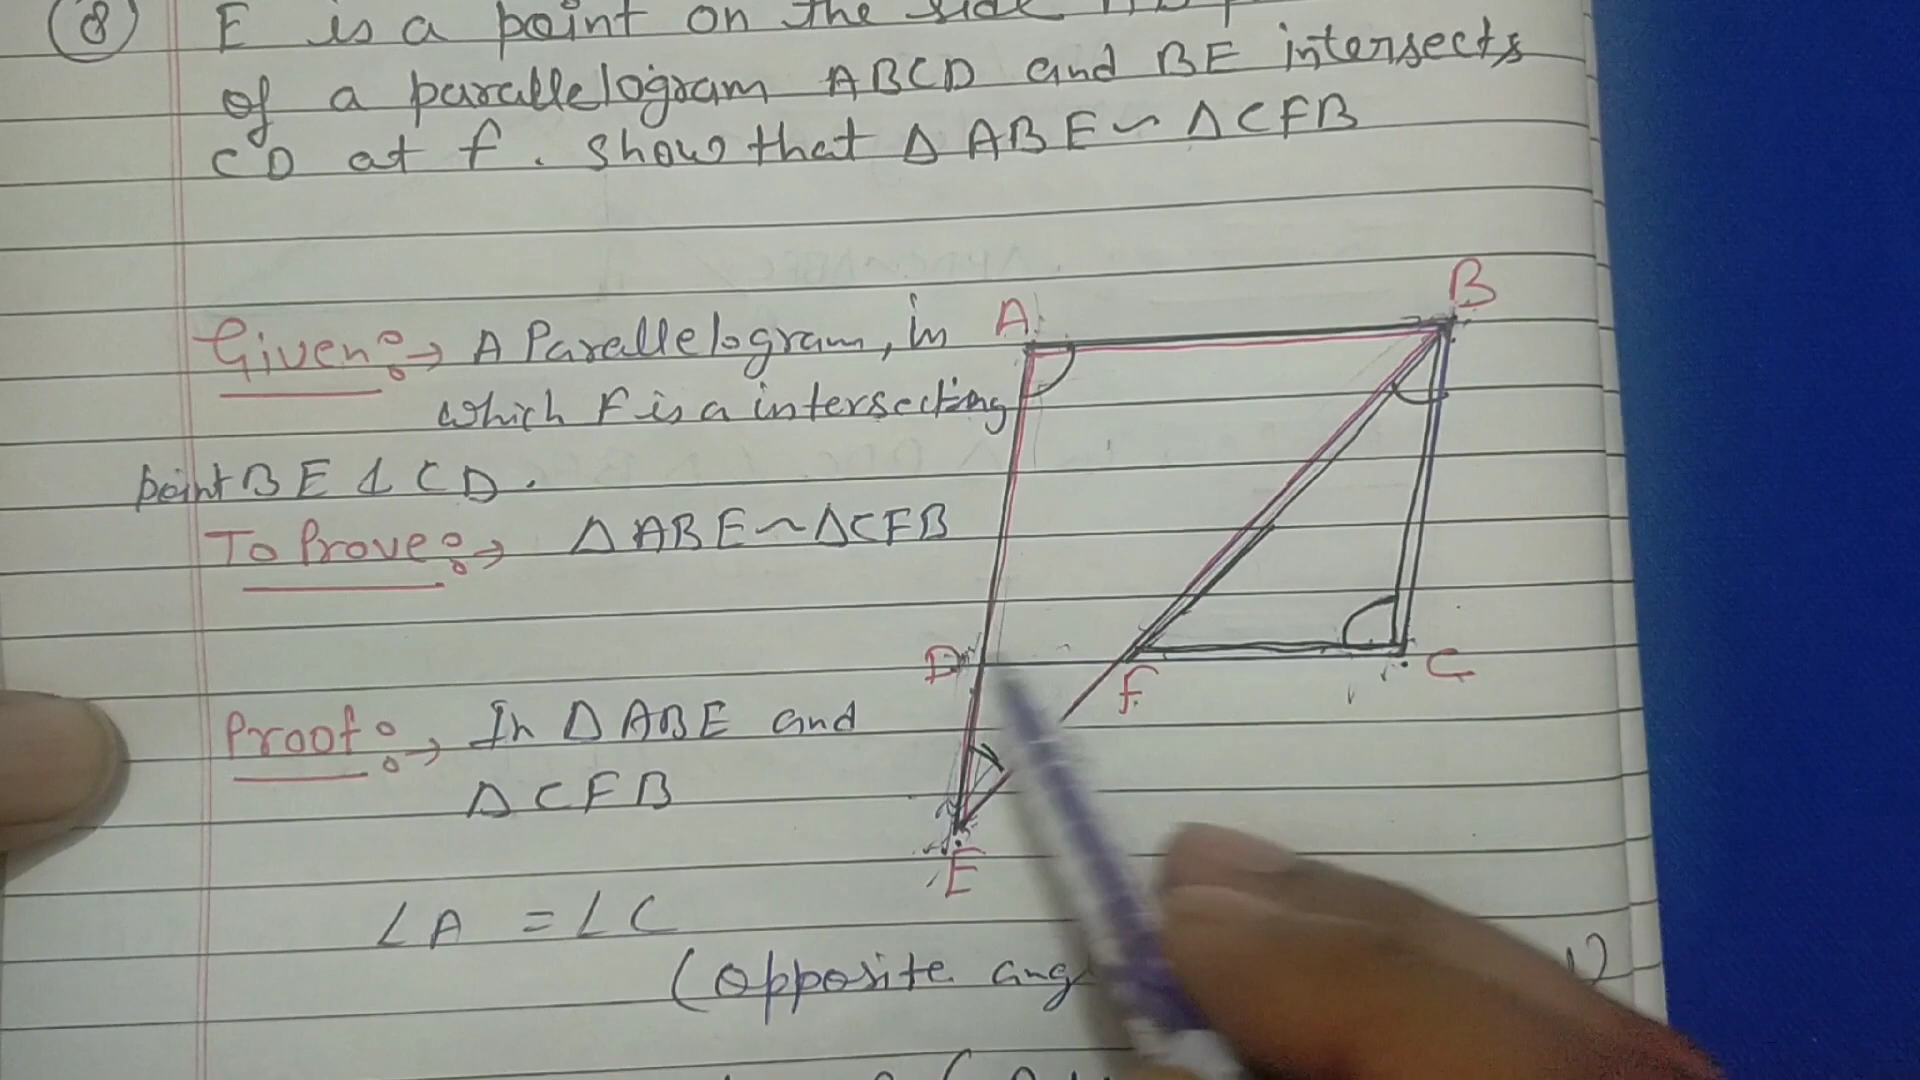 8 E is a point on the side
of a parallelogram ABCD and BE intersects
CD at F. Show that Δ ABE ~ Δ CFB
Given :→ A Parallelogram, in
which F is a intersecting
point BE & CD.
To Prove :→ Δ ABE ~ Δ CFB
Proof :→ In Δ ABE and
Δ CFB
∠A = ∠C
(opposite ang
A
B
D
F
C
E